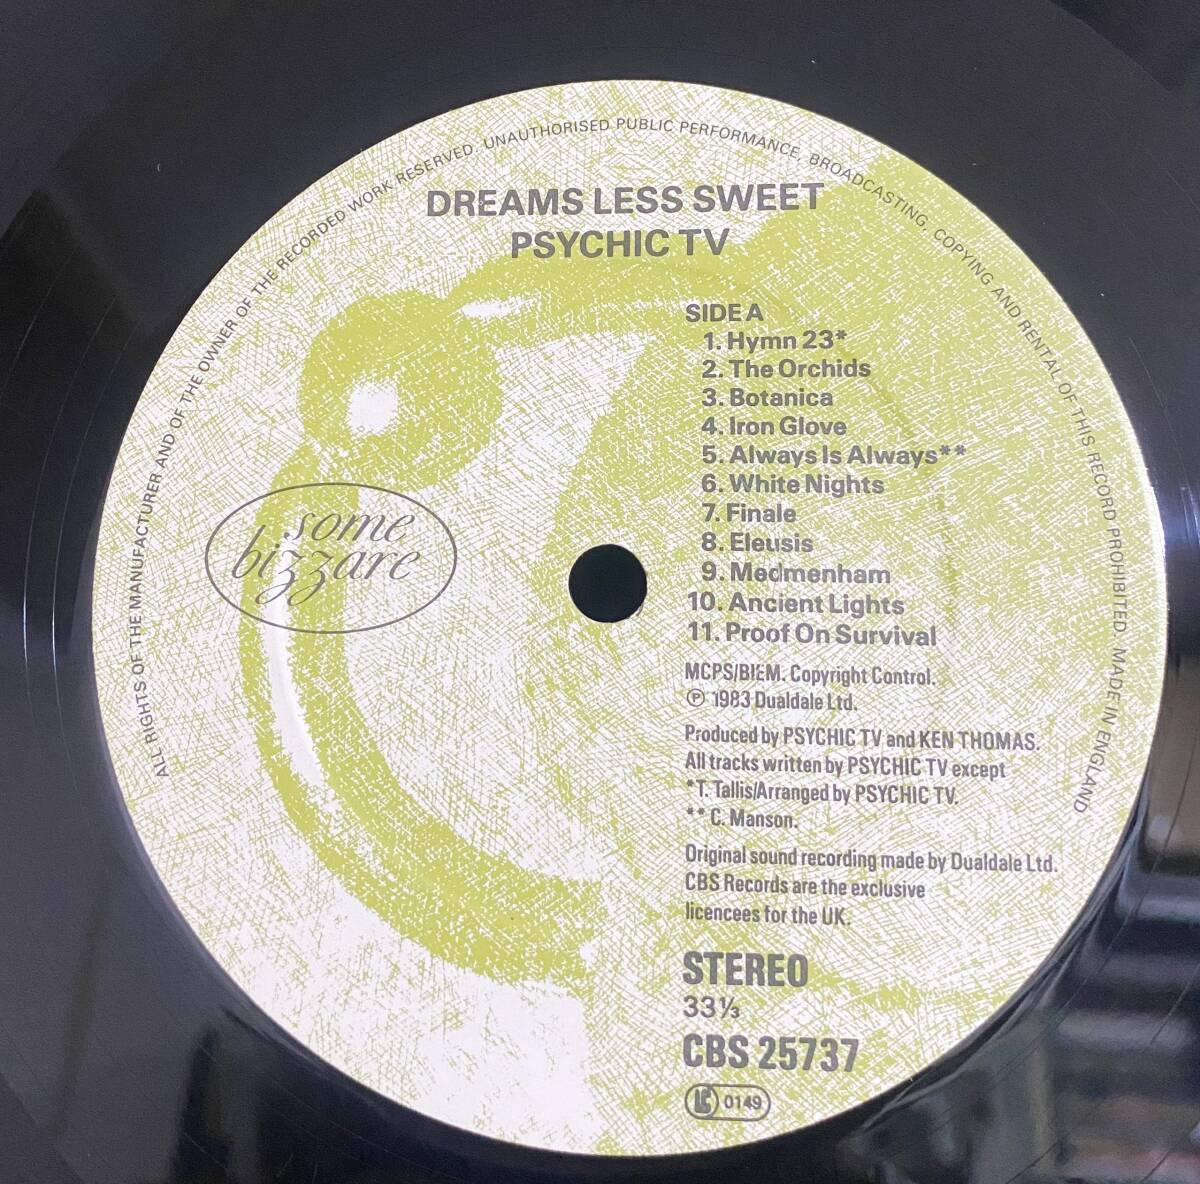 ALL RIGHTS OF THE MANUFACTURER AND OF THE OWNER OF THE RECORDED WORK RESERVED. UNAUTHORISED PUBLIC PERFORMANCE, BROADCASTING, COPYING AND RENTAL OF THIS RECORD PROHIBITED. MADE IN ENGLAND
DREAMS LESS SWEET
PSYCHIC TV
some
bizzare
SIDE A
1. Hymn 23*
2. The Orchids
3. Botanica
4. Iron Glove
5. Always Is Always**
6. White Nights
7. Finale
8. Eleusis
9. Medmenham
10. Ancient Lights
11. Proof On Survival
MCPS/BIEM. Copyright Control.
℗ 1983 Dualdale Ltd.
Produced by PSYCHIC TV and KEN THOMAS.
All tracks written by PSYCHIC TV except
*T. Tallis/Arranged by PSYCHIC TV.
** C. Manson.
Original sound recording made by Dualdale Ltd.
CBS Records are the exclusive
licencees for the UK.
STEREO
33⅓
CBS 25737
LC 0149